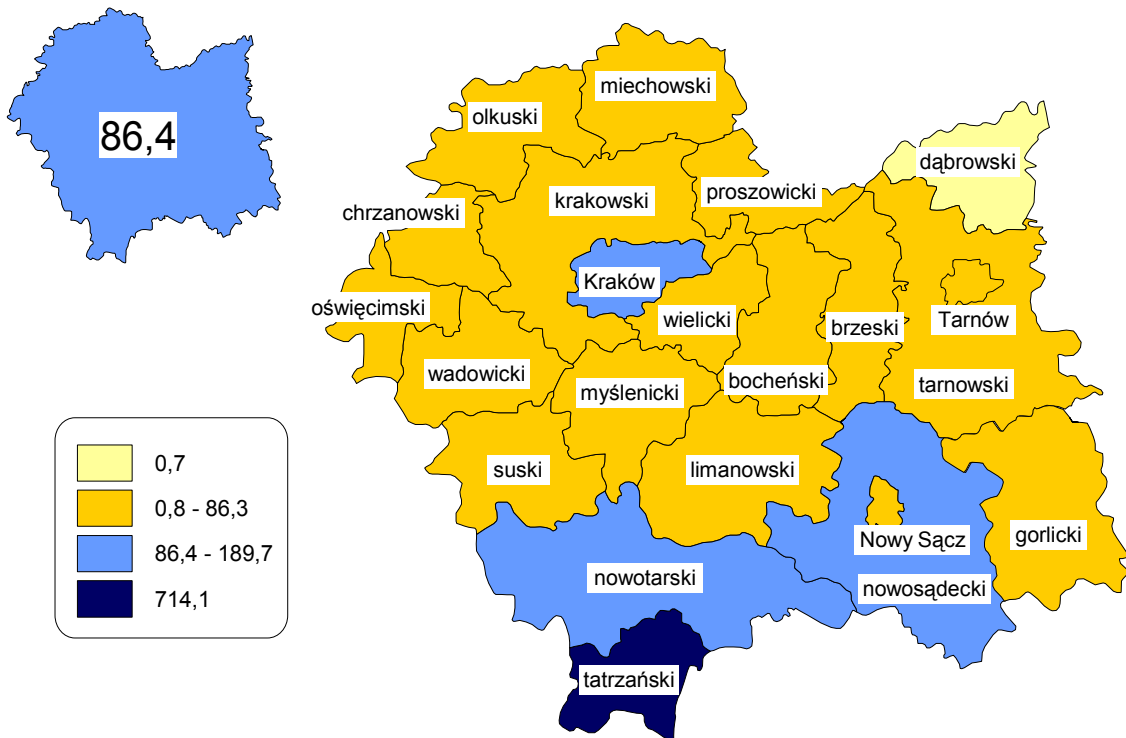 86,4
miechowski
olkuski
dąbrowski
chrzanowski
krakowski
proszowicki
Kraków
oświęcimski
wielicki
brzeski
Tarnów
wadowicki
myślenicki
bocheński
tarnowski
suski
limanowski
Nowy Sącz
gorlicki
nowotarski
nowosądecki
tatrzański
0,7
0,8 - 86,3
86,4 - 189,7
714,1